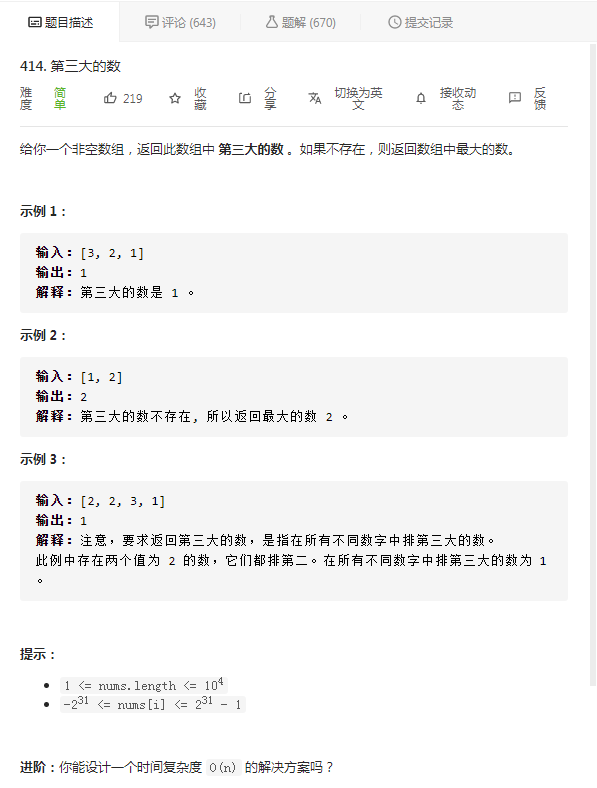 题目描述 评论 (643) 题解 (670) 提交记录
414. 第三大的数
难度 简单 219 收藏 分享 切换为英文 接收动态 反馈
给你一个非空数组，返回此数组中 第三大的数 。如果不存在，则返回数组中最大的数。
示例 1：
输入：[3, 2, 1]
输出：1
解释：第三大的数是 1 。
示例 2：
输入：[1, 2]
输出：2
解释：第三大的数不存在, 所以返回最大的数 2 。
示例 3：
输入：[2, 2, 3, 1]
输出：1
解释：注意，要求返回第三大的数，是指在所有不同数字中排第三大的数。
此例中存在两个值为 2 的数，它们都排第二。在所有不同数字中排第三大的数为 1
。
提示：
1 <= nums.length <= 10⁴
-2³¹ <= nums[i] <= 2³¹ - 1
进阶：你能设计一个时间复杂度 O(n) 的解决方案吗？